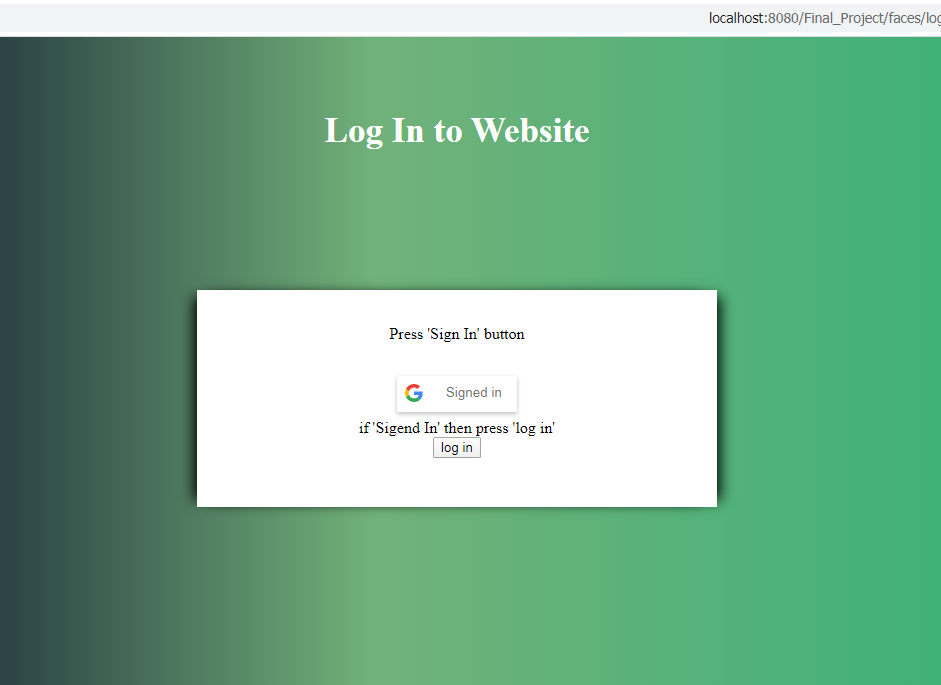 localhost:8080/Final_Project/faces/log
Log In to Website
Press 'Sign In' button
Signed in
if 'Sigend In' then press 'log in'
log in